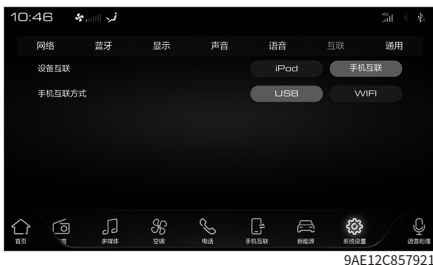 10:46
网络 蓝牙 显示 声音 语音 互联 通用
设备互联 iPod 手机互联
手机互联方式 USB WIFI
首页 音 多媒体 空调 电话 手机互联 新能源 系统设置 语音助理
9AE12C857921